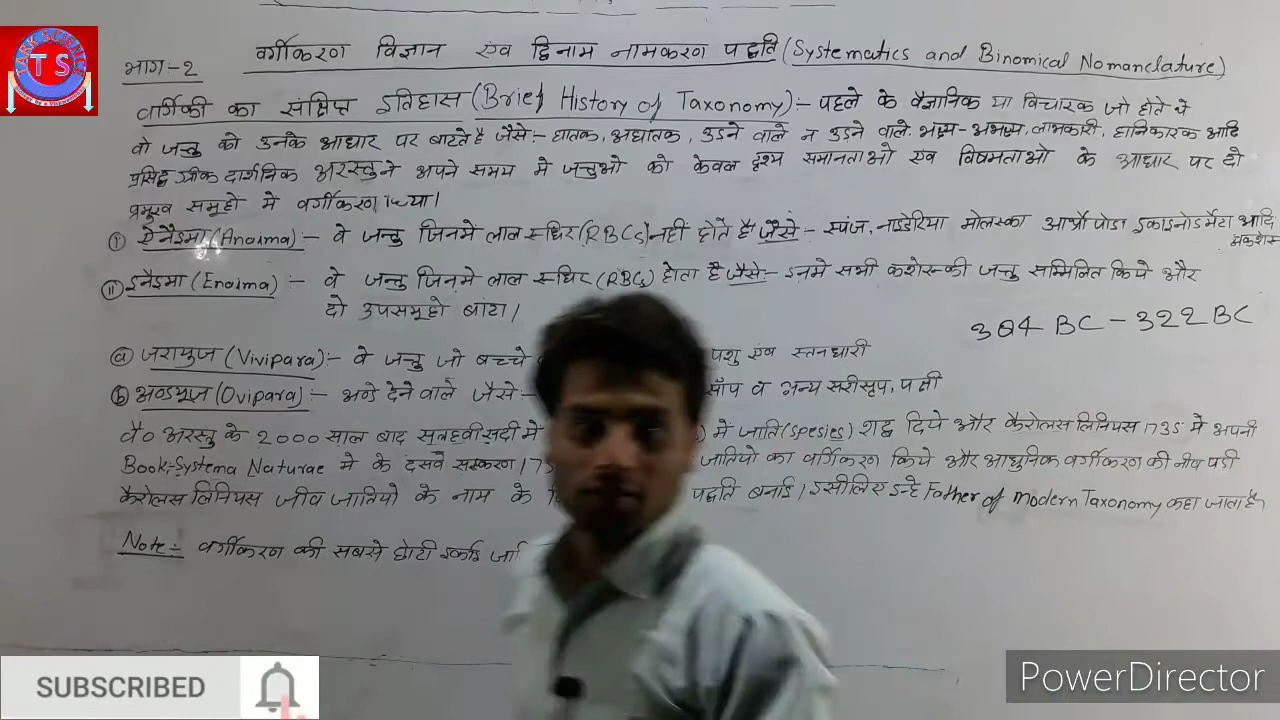 TARK SCIENCE
TS
भाग:-2
वर्गीकरण विज्ञान एंव द्विनाम नामकरण पद्धति (Systematics and Binomical Nomanclature)
वर्गिकी का संक्षिप्त इतिहास (Brief History of Taxonomy):- पहले के वैज्ञानिक या विचारक जो होते थे
वो जन्तु को उनके आधार पर बाटते है जैसे:- घातक, अघातक, उड़ने वाले न उड़ने वाले, भक्ष्य-अभक्ष्य, लाभकारी, हानिकारक आदि
प्रसिद्ध ग्रीक दार्शनिक अरस्तु ने अपने समय मे जन्तुओ को केवल दृश्य समानताओ एंव विषमताओ के आधार पर दो
प्रमुख समूहो मे वर्गीकरण किया।
① ऐनैइमा (Anaima):- वे जन्तु जिनमे लाल रूधिर (RBCs) नहीं होते है जैसे:- स्पंज, नाइडेरिया मोलस्का आर्थ्रोपोडा इकाइनोडर्मेटा आदि
अकशेरू
⑪ इनैइमा (Enaima) :- वे जन्तु जिनमे लाल रूधिर (RBCs) होता है जैसे:- इनमे सभी कशेरूकी जन्तु सम्मिलित किये और
दो उपसमूहो बांटा।
384 BC - 322 BC
ⓐ जरायुज (Vivipara):- वे जन्तु जो बच्चे पशु एंव स्तनधारी
ⓑ अण्डयुज (Ovipara):- अण्डे देने वाले जैसे:- साँप व अन्य सरीसृप, पक्षी
वै० अरस्तु के 2000 साल बाद सत्रहवी सदी में में जाति (Spesies) शद्ध दिये और कैरोलस लिनियस 1735 मे अपनी
Book:- Systema Naturae मे के दसवें संस्करण जातियो का वर्गीकरण किये और आधुनिक वर्गीकरण की नीव पडी
कैरोलस लिनियस जीव जातियो के नाम के पद्धति बनाई। इसीलिए इन्हे Father of modern Taxonomy कहा जाता है,
Note:- वर्गीकरण की सबसे छोटी इकाई
SUBSCRIBED
PowerDirector